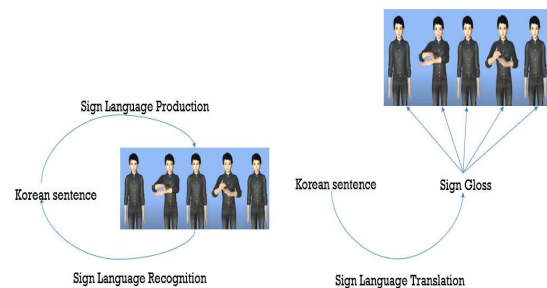 Sign Language Production
Korean sentence
Sign Language Recognition
Korean sentence
Sign Gloss
Sign Language Translation